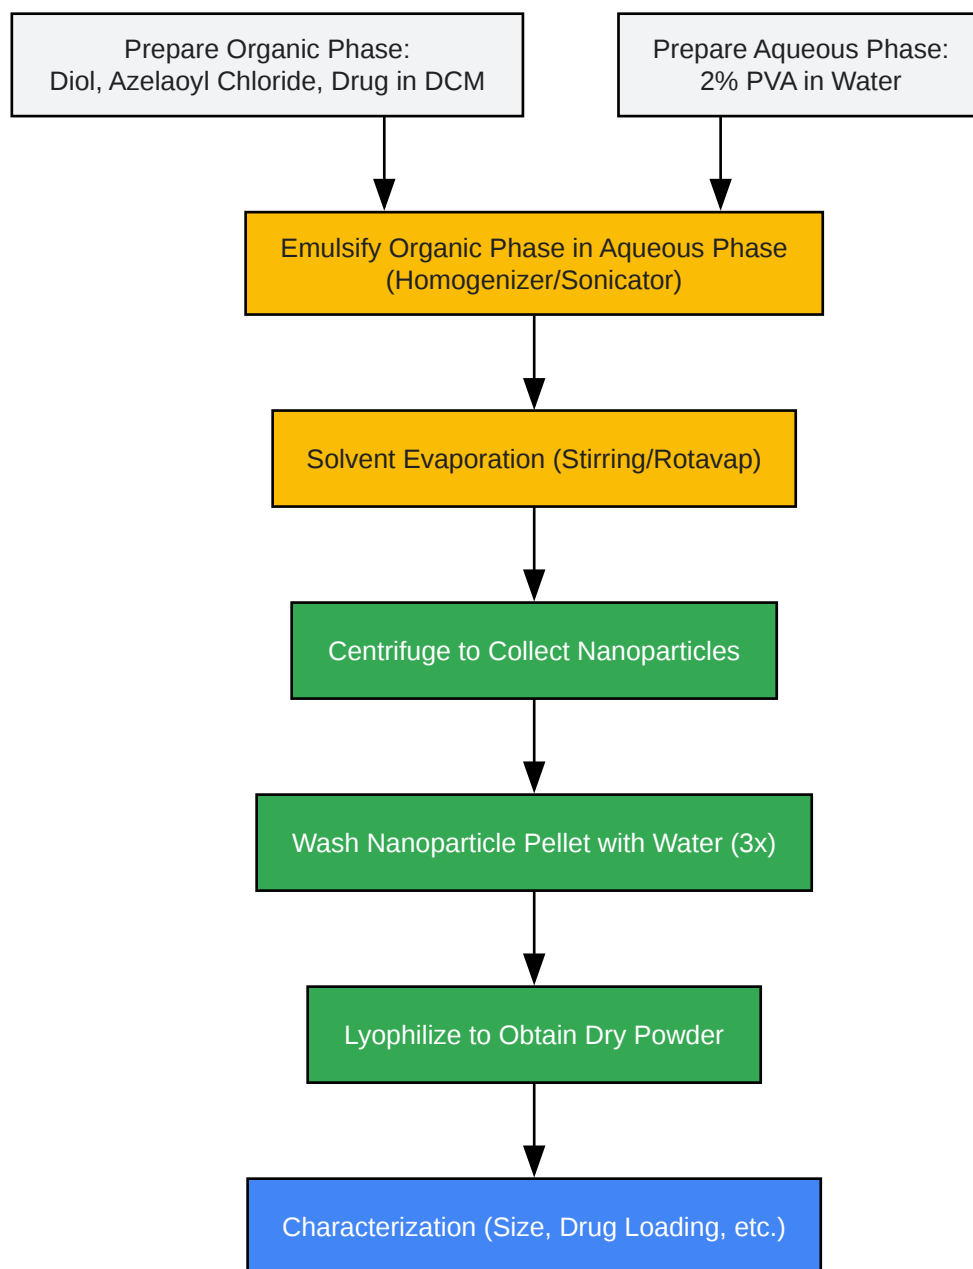 Prepare Organic Phase:
Diol, Azelaoyl Chloride, Drug in DCM
Prepare Aqueous Phase:
2% PVA in Water
Emulsify Organic Phase in Aqueous Phase
(Homogenizer/Sonicator)
Solvent Evaporation (Stirring/Rotavap)
Centrifuge to Collect Nanoparticles
Wash Nanoparticle Pellet with Water (3x)
Lyophilize to Obtain Dry Powder
Characterization (Size, Drug Loading, etc.)